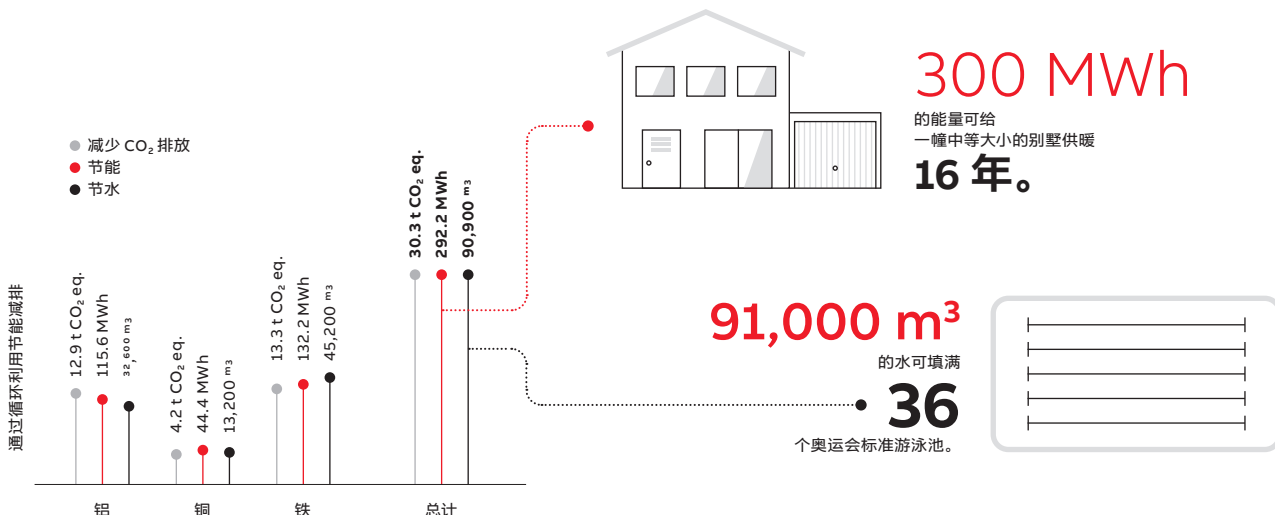 300 MWh
的能量可给
一幢中等大小的别墅供暖
16 年。
减少 CO₂ 排放
节能
节水
通过循环利用节能减排
12.9 t CO₂ eq.
115.6 MWh
32,600 m³
4.2 t CO₂ eq.
44.4 MWh
13,200 m³
13.3 t CO₂ eq.
132.2 MWh
45,200 m³
30.3 t CO₂ eq.
292.2 MWh
90,900 m³
铝
铜
铁
总计
91,000 m³
的水可填满
36
个奥运会标准游泳池。